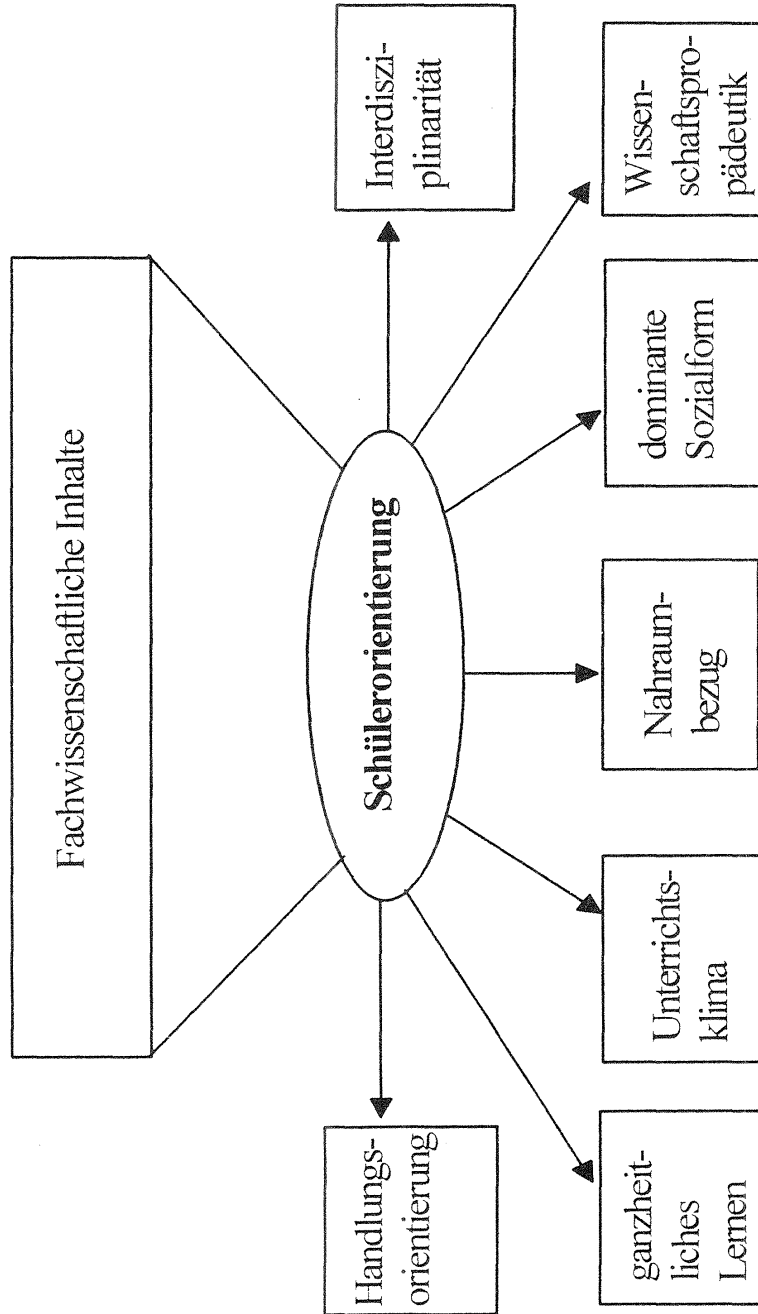 Fachwissenschaftliche Inhalte
Schülerorientierung
Handlungs-
orientierung
Interdiszi-
plinarität
ganzheit-
liches
Lernen
Unterrichts-
klima
Nahraum-
bezug
dominante
Sozialform
Wissen-
schaftspro-
pädeutik